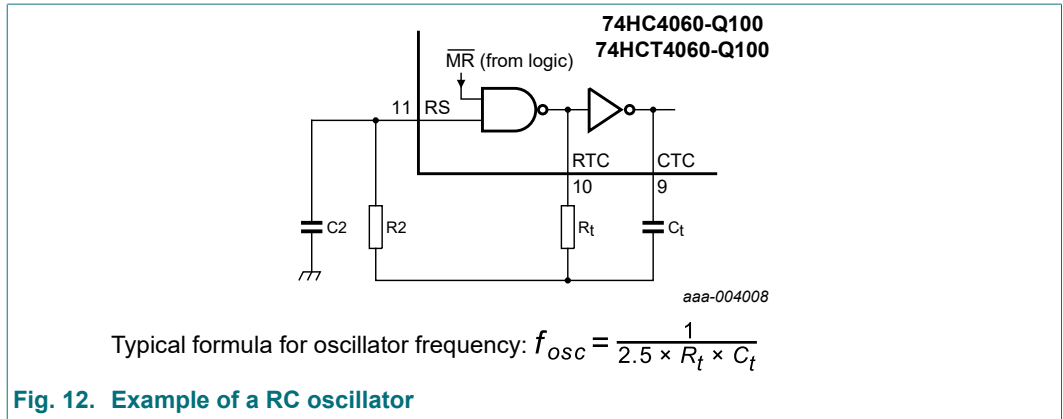 74HC4060-Q100
74HCT4060-Q100
M̅R̅ (from logic)
11 RS
RTC CTC
10 9
C2 R2 Rt Ct
aaa-004008
Typical formula for oscillator frequency: fosc = 1 / 2.5 × Rt × Ct
Fig. 12. Example of a RC oscillator